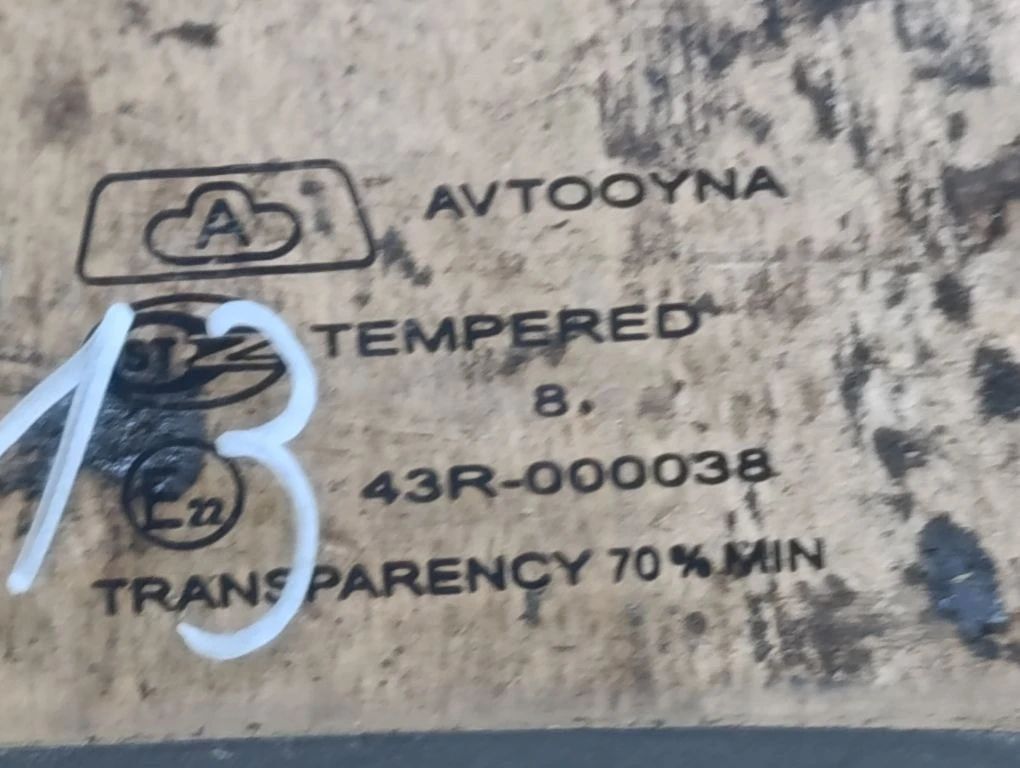 A AVTOOYNA
TEMPERED
8.
E22 43R-000038
TRANSPARENCY 70% MIN
13